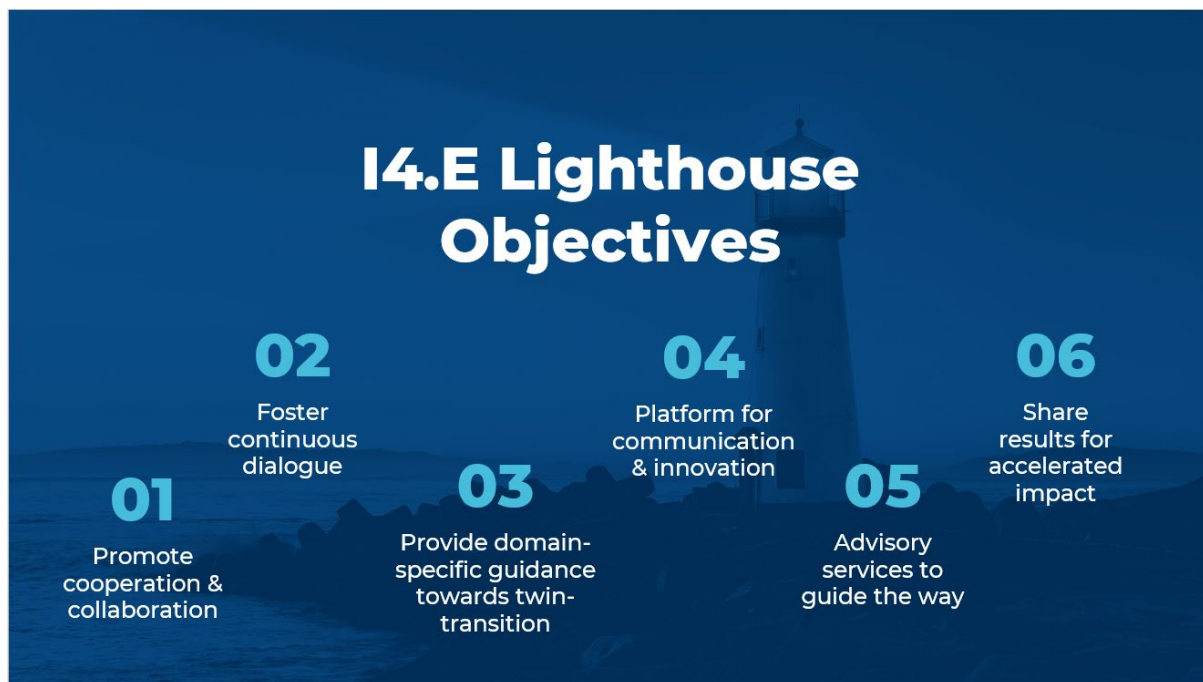 I4.E Lighthouse
Objectives
01
Promote
cooperation &
collaboration
02
Foster
continuous
dialogue
03
Provide domain-
specific guidance
towards twin-
transition
04
Platform for
communication
& innovation
05
Advisory
services to
guide the way
06
Share
results for
accelerated
impact